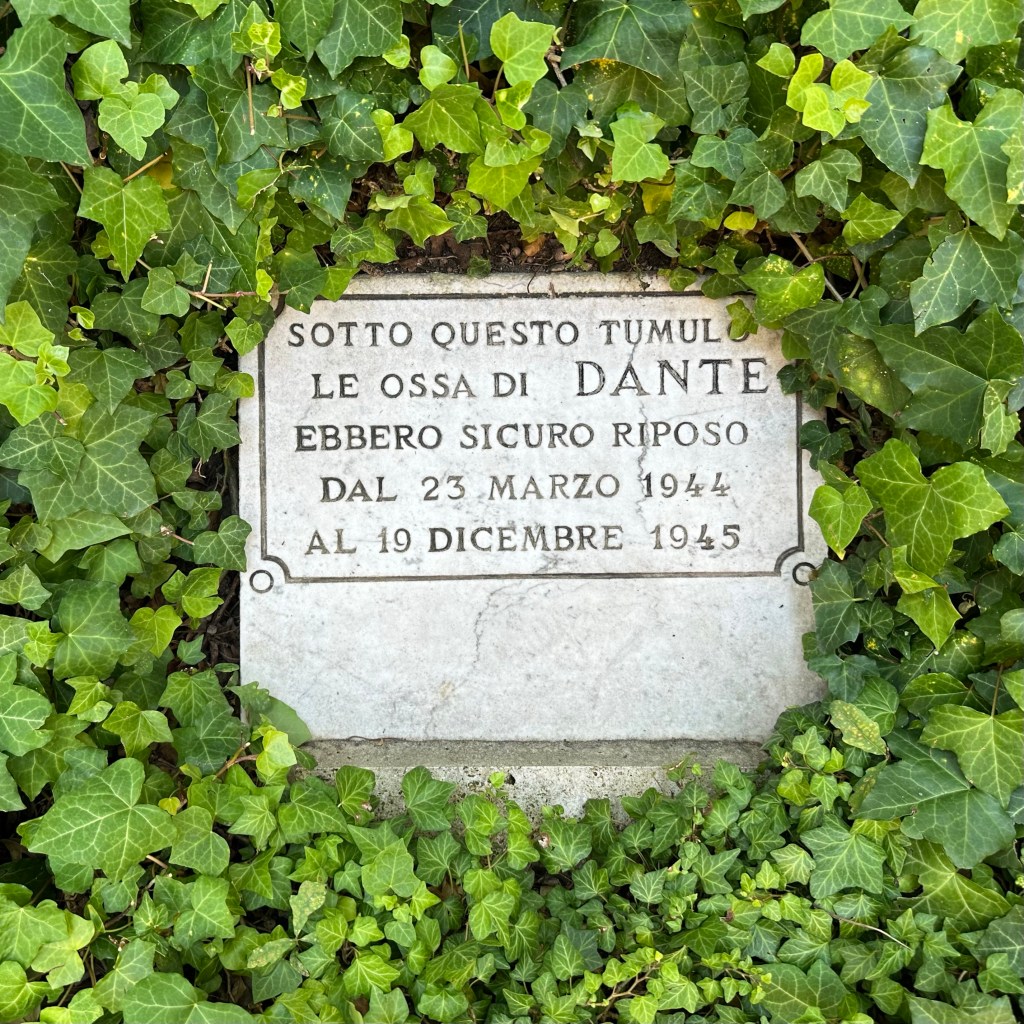 SOTTO QUESTO TUMULO
LE OSSA DI DANTE
EBBERO SICURO RIPOSO
DAL 23 MARZO 1944
AL 19 DICEMBRE 1945